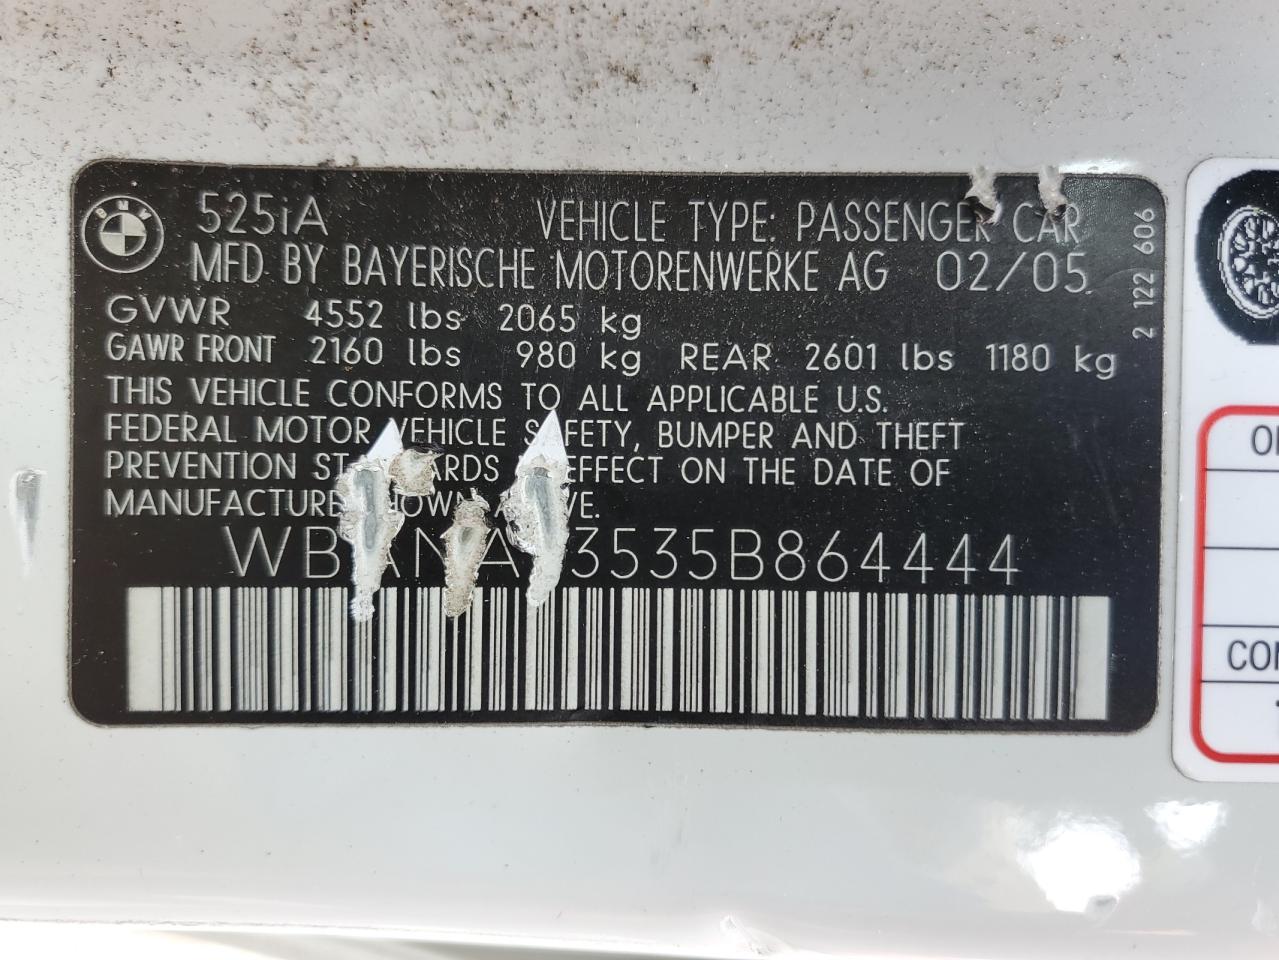 BMW
525iA
VEHICLE TYPE: PASSENGER CAR
MFD BY BAYERISCHE MOTORENWERKE AG 02/05
GVWR 4552 lbs 2065 kg
GAWR FRONT 2160 lbs 980 kg REAR 2601 lbs 1180 kg
THIS VEHICLE CONFORMS TO ALL APPLICABLE U.S.
FEDERAL MOTOR VEHICLE SAFETY, BUMPER AND THEFT
PREVENTION EFFECT ON THE DATE OF
2 122 606